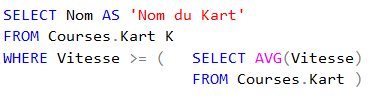 SELECT Nom AS 'Nom du Kart'
FROM Courses.Kart K
WHERE Vitesse >= (   SELECT AVG(Vitesse)
FROM Courses.Kart )